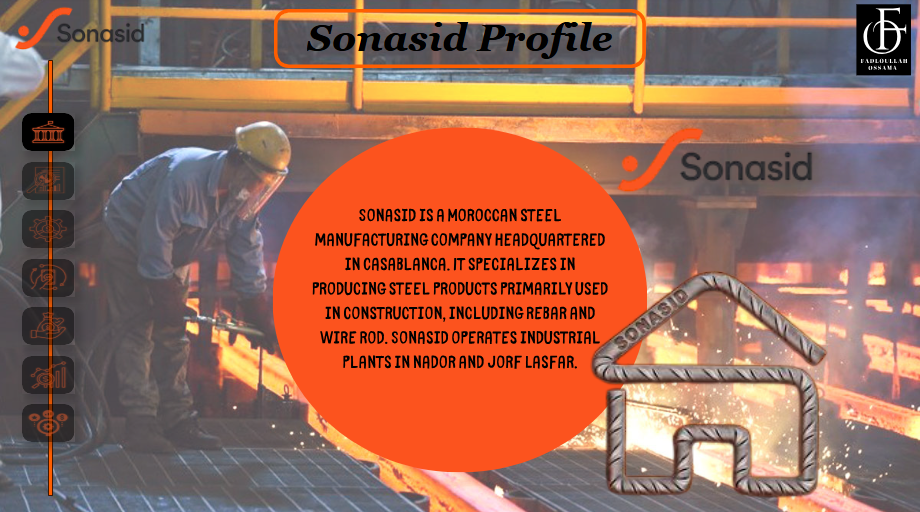 Sonasid
Sonasid Profile
FADLOULLAH
OSSAMA
Sonasid
SONASID IS A MOROCCAN STEEL
MANUFACTURING COMPANY HEADQUARTERED
IN CASABLANCA. IT SPECIALIZES IN
PRODUCING STEEL PRODUCTS PRIMARILY USED
IN CONSTRUCTION, INCLUDING REBAR AND
WIRE ROD. SONASID OPERATES INDUSTRIAL
PLANTS IN NADOR AND JORF LASFAR.
SONASID